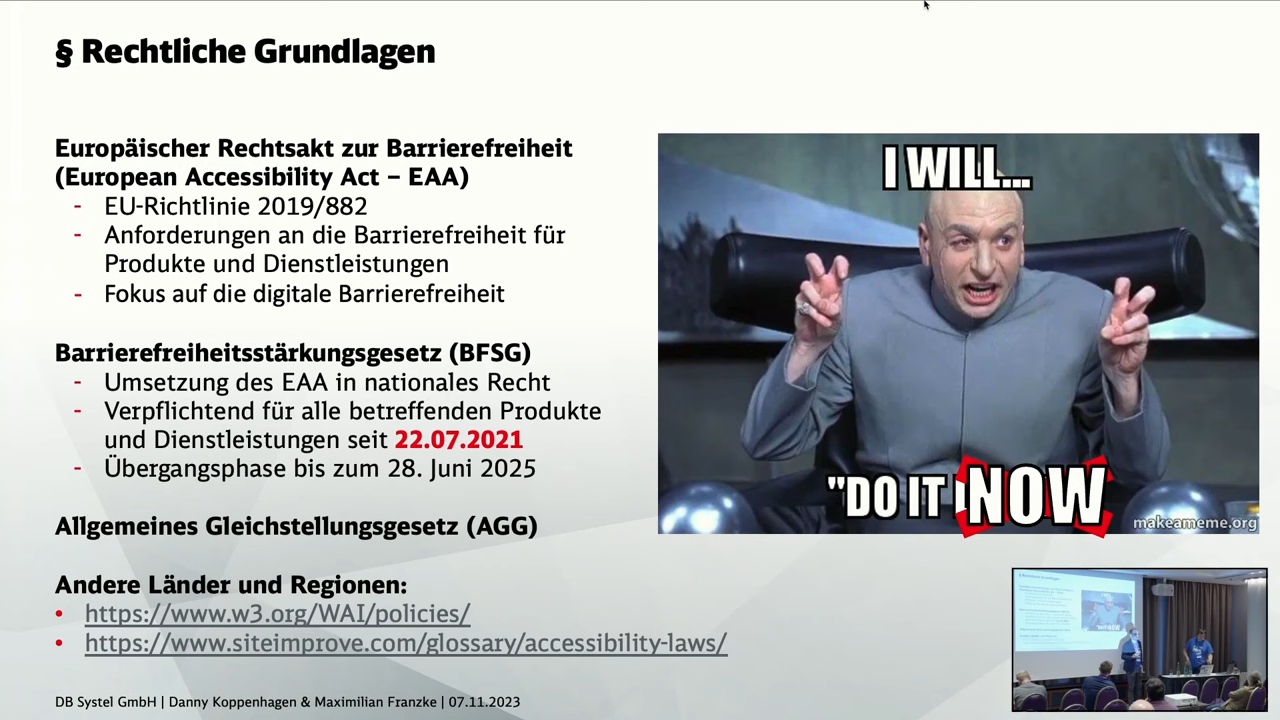 § Rechtliche Grundlagen
Europäischer Rechtsakt zur Barrierefreiheit
(European Accessibility Act – EAA)
- EU-Richtlinie 2019/882
- Anforderungen an die Barrierefreiheit für
Produkte und Dienstleistungen
- Fokus auf die digitale Barrierefreiheit
Barrierefreiheitsstärkungsgesetz (BFSG)
- Umsetzung des EAA in nationales Recht
- Verpflichtend für alle betreffenden Produkte
und Dienstleistungen seit 22.07.2021
- Übergangsphase bis zum 28. Juni 2025
Allgemeines Gleichstellungsgesetz (AGG)
Andere Länder und Regionen:
• https://www.w3.org/WAI/policies/
• https://www.siteimprove.com/glossary/accessibility-laws/
I WILL...
"DO IT NOW
makeameme.org
DB Systel GmbH | Danny Koppenhagen & Maximilian Franzke | 07.11.2023